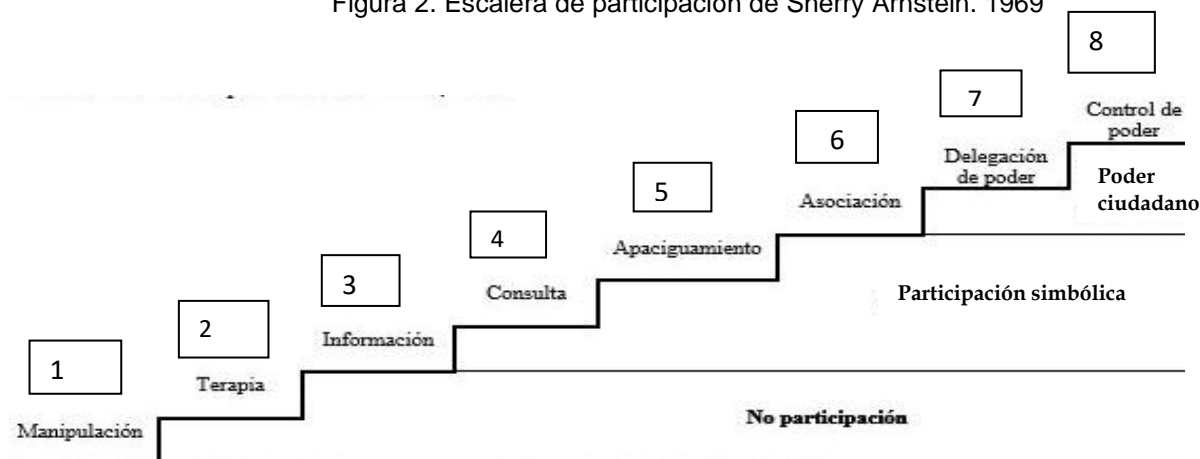 Figura 2. Escalera de participación de Sherry Arnstein. 1969
8
7
Control de
poder
6
Delegación
de poder
Poder
ciudadano
5
Asociación
4
Apaciguamiento
3
Consulta
Participación simbólica
2
Información
1
Terapia
No participación
Manipulación